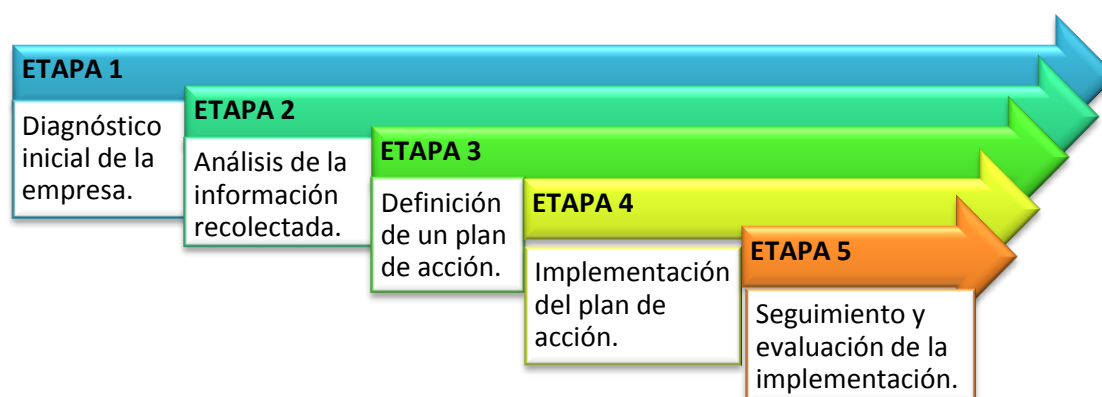 ETAPA 1
Diagnóstico
inicial de la
empresa.
ETAPA 2
Análisis de la
información
recolectada.
ETAPA 3
Definición
de un plan
de acción.
ETAPA 4
Implementación
del plan de
acción.
ETAPA 5
Seguimiento y
evaluación de la
implementación.